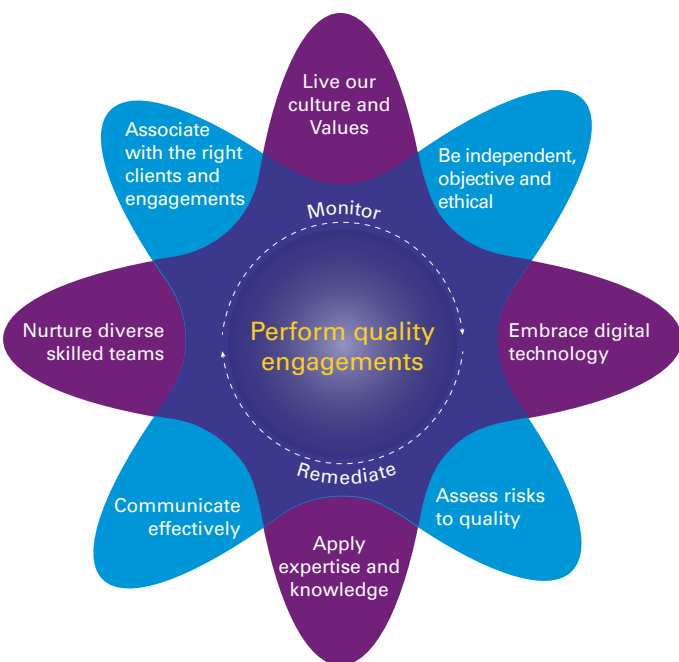 Live our
culture and
Values
Be independent,
objective and
ethical
Embrace digital
technology
Assess risks
to quality
Apply
expertise and
knowledge
Communicate
effectively
Nurture diverse
skilled teams
Associate
with the right
clients and
engagements
Monitor
Perform quality
engagements
Remediate